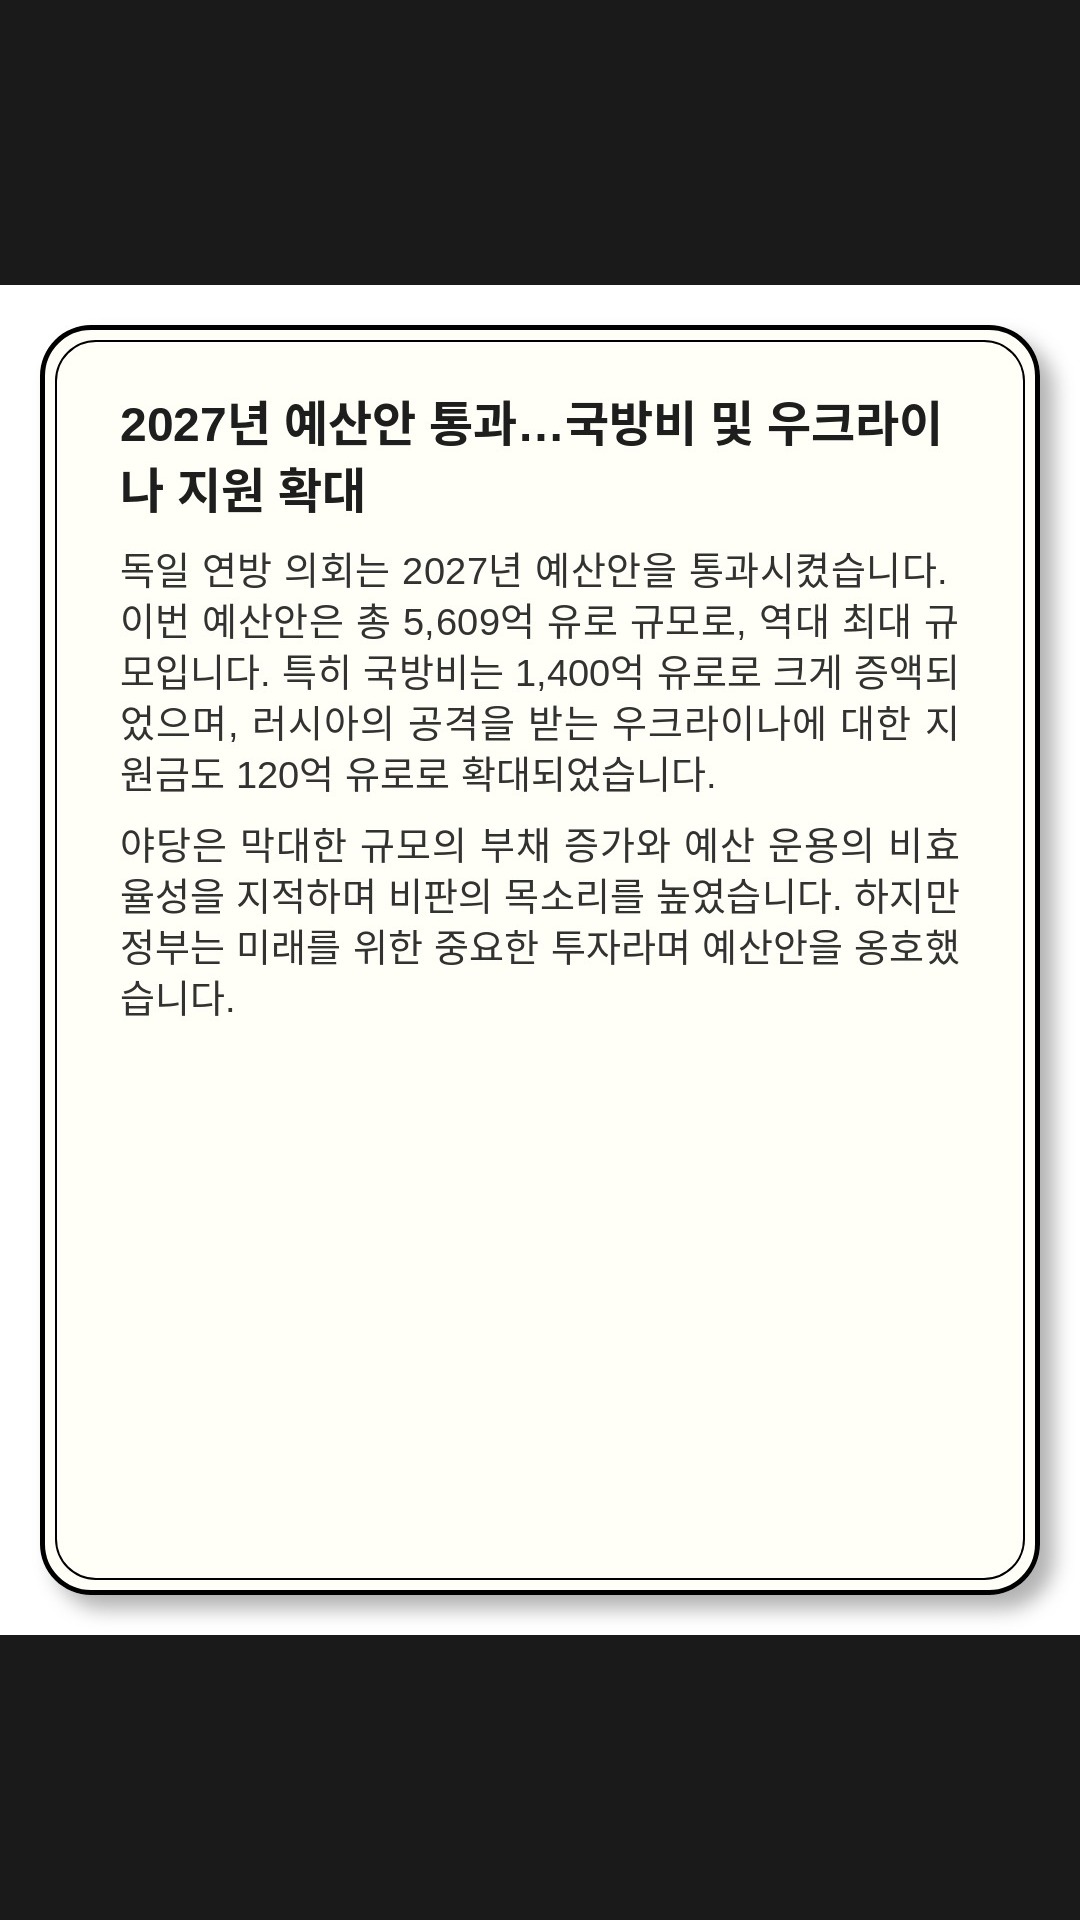 2027년 예산안 통과…국방비 및 우크라이
나 지원 확대
독일 연방 의회는 2027년 예산안을 통과시켰습니다.
이번 예산안은 총 5,609억 유로 규모로, 역대 최대 규
모입니다. 특히 국방비는 1,400억 유로로 크게 증액되
었으며, 러시아의 공격을 받는 우크라이나에 대한 지
원금도 120억 유로로 확대되었습니다.
야당은 막대한 규모의 부채 증가와 예산 운용의 비효
율성을 지적하며 비판의 목소리를 높였습니다. 하지만
정부는 미래를 위한 중요한 투자라며 예산안을 옹호했
습니다.